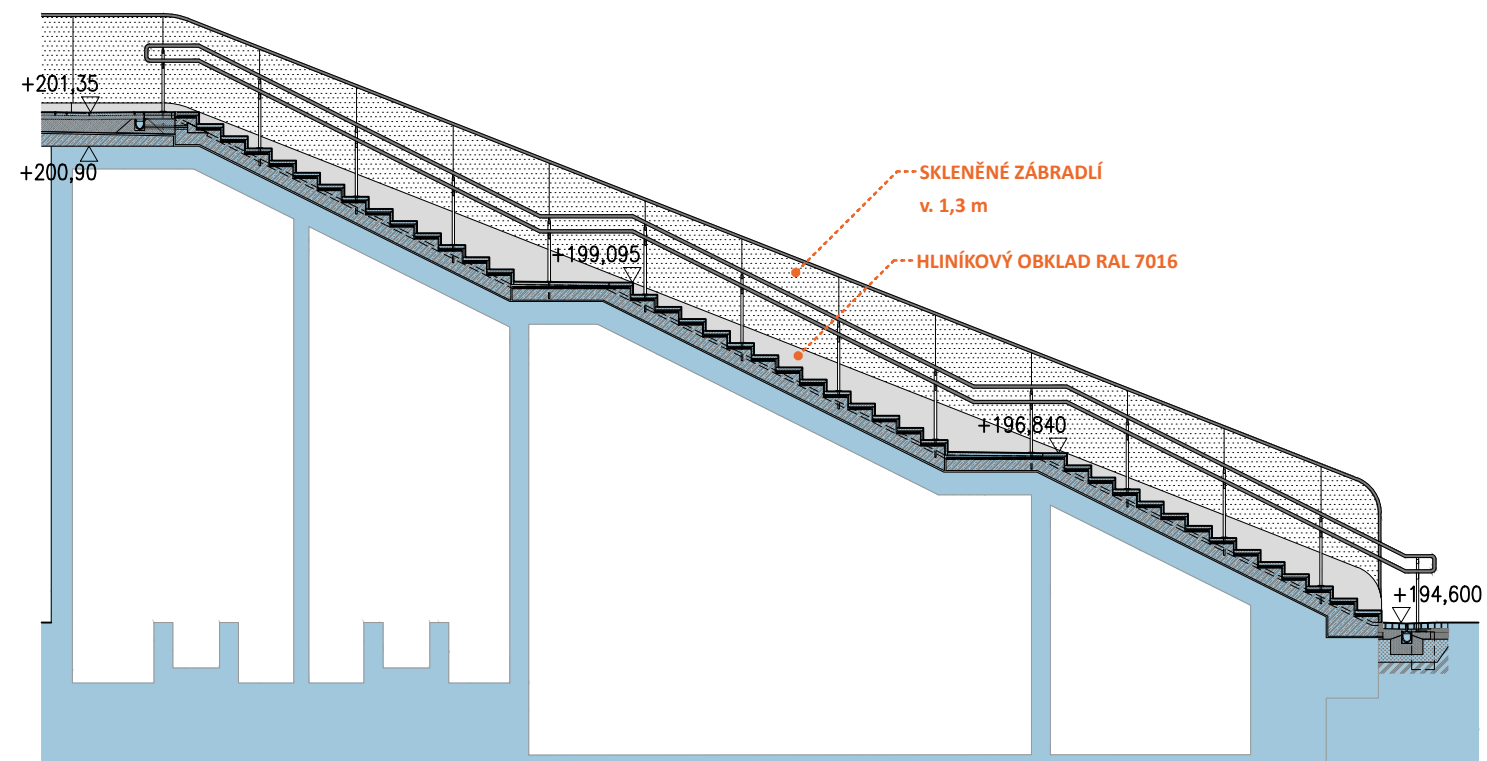 +201,35
+200,90
SKLENĚNÉ ZÁBRADLÍ
v. 1,3 m
+199,095
HLINÍKOVÝ OBKLAD RAL 7016
+196,840
+194,600